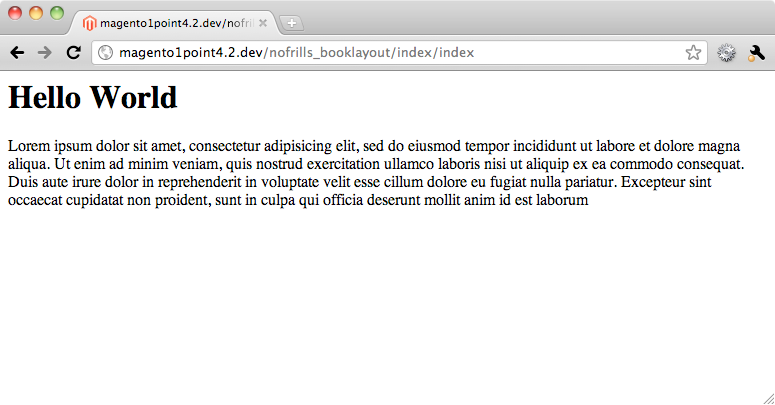 magento1point4.2.dev/nofril
magento1point4.2.dev/nofrills_booklayout/index/index
Hello World
Lorem ipsum dolor sit amet, consectetur adipisicing elit, sed do eiusmod tempor incididunt ut labore et dolore magna
aliqua. Ut enim ad minim veniam, quis nostrud exercitation ullamco laboris nisi ut aliquip ex ea commodo consequat.
Duis aute irure dolor in reprehenderit in voluptate velit esse cillum dolore eu fugiat nulla pariatur. Excepteur sint
occaecat cupidatat non proident, sunt in culpa qui officia deserunt mollit anim id est laborum